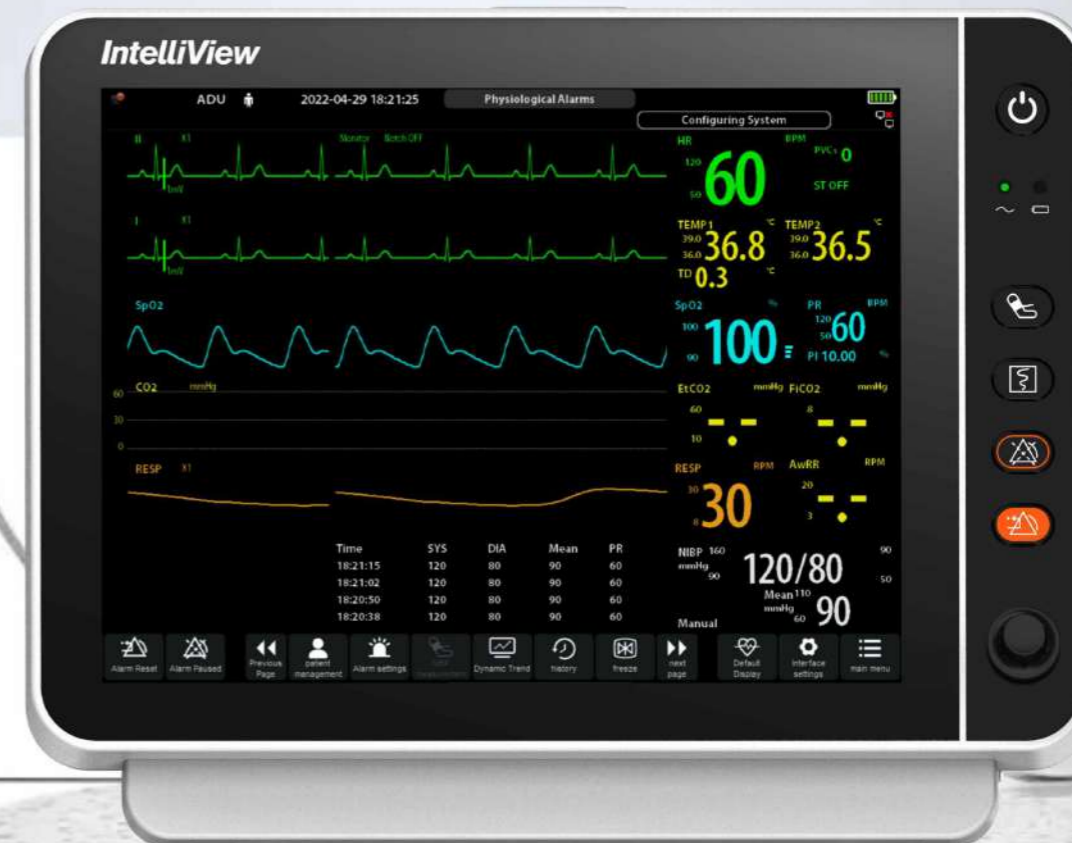 IntelliView
ADU 2022-04-29 18:21:25 Physiological Alarms
Configuring System
II X1 Monitor Notch OFF
1mV
HR BPM PVCs 0
120
50
60
ST OFF
I X1
1mV
TEMP1 °C TEMP2 °C
39.0 36.8 39.0 36.5
36.0 36.0
TD 0.3 °C
SpO2
SpO2 % PR BPM
100 100 120 60
90 50
PI 10.00 %
CO2 mmHg
60
30
0
EtCO2 mmHg FiCO2 mmHg
60 8
10
RESP X1
RESP RPM AwRR RPM
30 30 20
8 3
Time SYS DIA Mean PR
18:21:15 120 80 90 60
18:21:02 120 80 90 60
18:20:50 120 80 90 60
18:20:38 120 80 90 60
NIBP 160 90
mmHg 120/80
90 50
Mean 110
mmHg 90
60
Manual
Alarm Reset
Alarm Paused
Previous
Page
patient
management
Alarm settings
measurement
Dynamic Trend
history
freeze
next
page
Default
Display
interface
settings
main menu